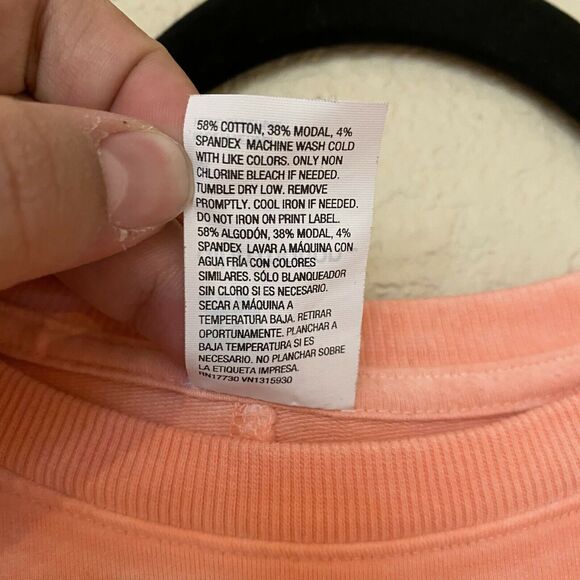 58% COTTON, 38% MODAL, 4%
SPANDEX MACHINE WASH COLD
WITH LIKE COLORS. ONLY NON
CHLORINE BLEACH IF NEEDED.
TUMBLE DRY LOW. REMOVE
PROMPTLY. COOL IRON IF NEEDED.
DO NOT IRON ON PRINT LABEL.
58% ALGODÓN, 38% MODAL, 4%
SPANDEX LAVAR A MÁQUINA CON
AGUA FRÍA CON COLORES
SIMILARES. SÓLO BLANQUEADOR
SIN CLORO SI ES NECESARIO.
SECAR A MÁQUINA A
TEMPERATURA BAJA. RETIRAR
OPORTUNAMENTE. PLANCHAR A
BAJA TEMPERATURA SI ES
NECESARIO. NO PLANCHAR SOBRE
LA ETIQUETA IMPRESA.
RN17730 VN1315930